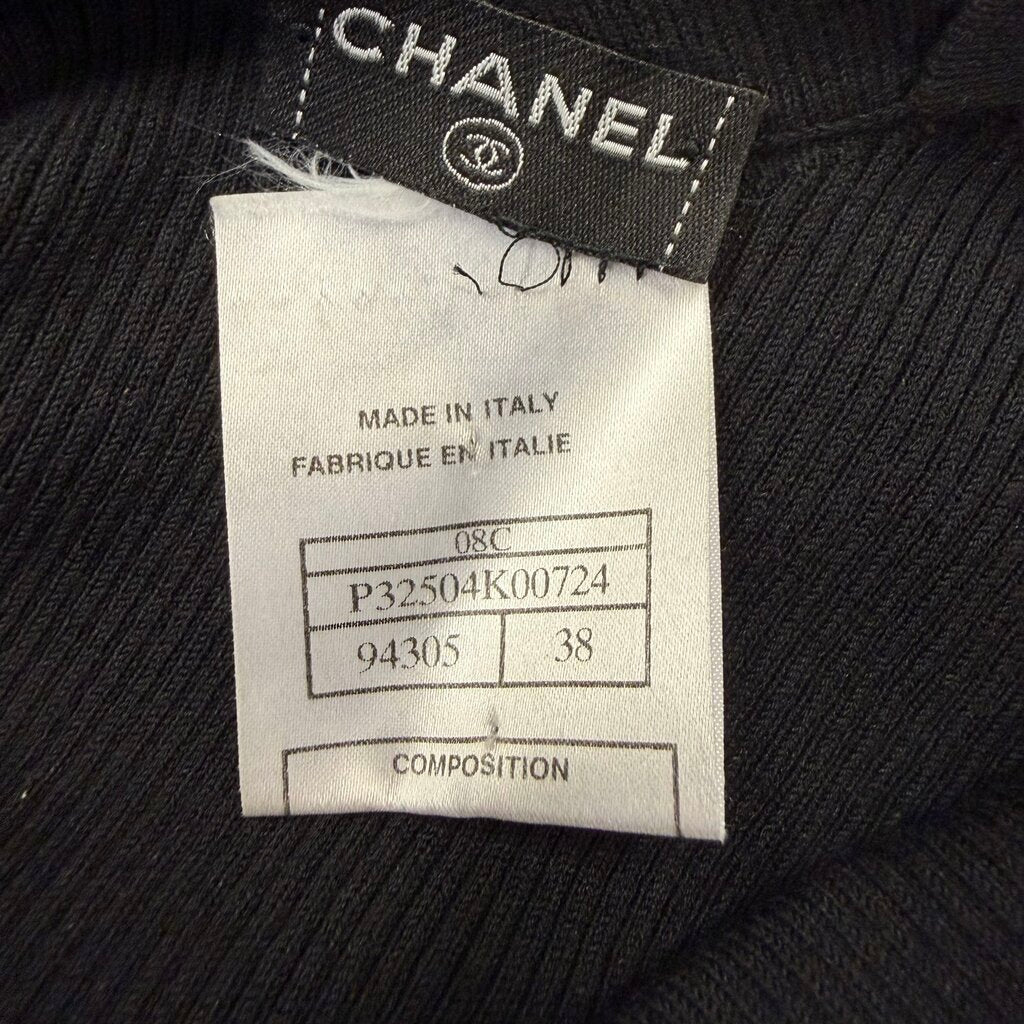 CHANEL
MADE IN ITALY
FABRIQUE EN ITALIE
08C
P32504K00724
94305
38
COMPOSITION